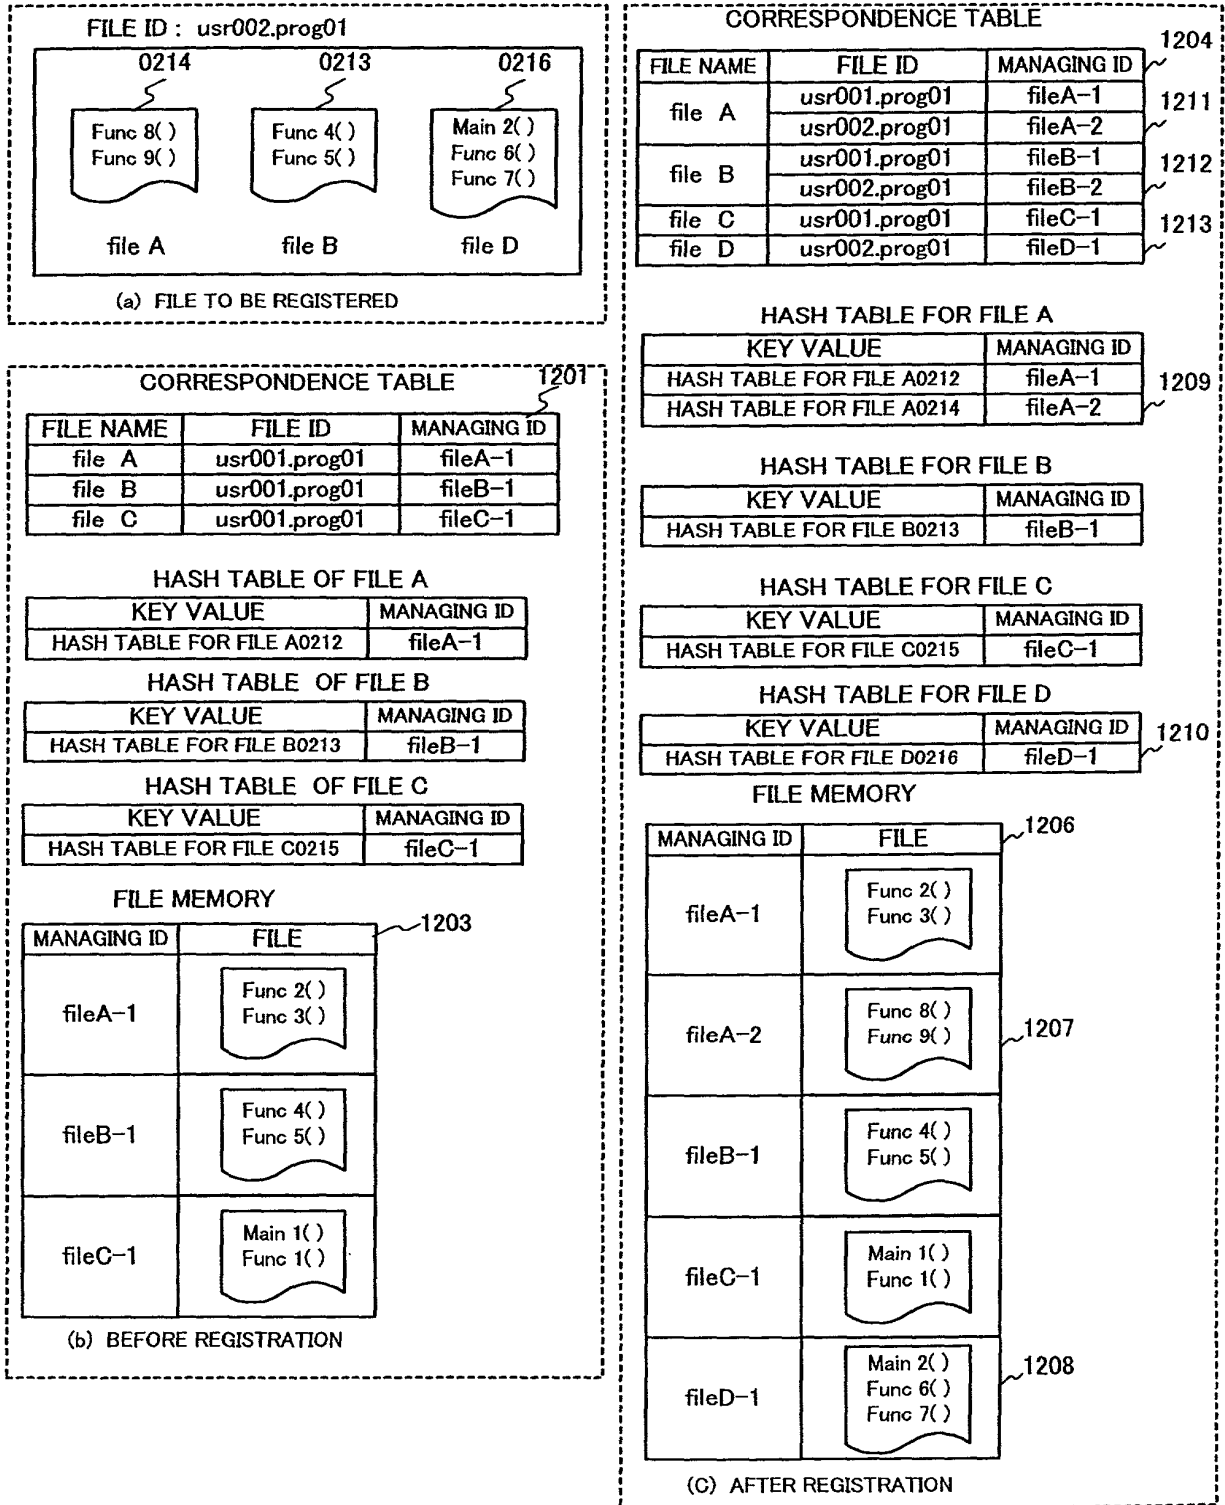 FILE ID : usr002.prog01
0214 0213 0216
Func 8( )
Func 9( )
Func 4( )
Func 5( )
Main 2( )
Func 6( )
Func 7( )
file A file B file D
(a) FILE TO BE REGISTERED
CORRESPONDENCE TABLE
1201
FILE NAME FILE ID MANAGING ID
file A usr001.prog01 fileA-1
file B usr001.prog01 fileB-1
file C usr001.prog01 fileC-1
HASH TABLE OF FILE A
KEY VALUE MANAGING ID
HASH TABLE FOR FILE A0212 fileA-1
HASH TABLE OF FILE B
KEY VALUE MANAGING ID
HASH TABLE FOR FILE B0213 fileB-1
HASH TABLE OF FILE C
KEY VALUE MANAGING ID
HASH TABLE FOR FILE C0215 fileC-1
FILE MEMORY
1203
MANAGING ID FILE
fileA-1
Func 2( )
Func 3( )
fileB-1
Func 4( )
Func 5( )
fileC-1
Main 1( )
Func 1( )
(b) BEFORE REGISTRATION
CORRESPONDENCE TABLE
1204
FILE NAME FILE ID MANAGING ID
file A usr001.prog01 fileA-1
1211
usr002.prog01 fileA-2
file B usr001.prog01 fileB-1
1212
usr002.prog01 fileB-2
file C usr001.prog01 fileC-1
1213
file D usr002.prog01 fileD-1
HASH TABLE FOR FILE A
KEY VALUE MANAGING ID
HASH TABLE FOR FILE A0212 fileA-1
1209
HASH TABLE FOR FILE A0214 fileA-2
HASH TABLE FOR FILE B
KEY VALUE MANAGING ID
HASH TABLE FOR FILE B0213 fileB-1
HASH TABLE FOR FILE C
KEY VALUE MANAGING ID
HASH TABLE FOR FILE C0215 fileC-1
HASH TABLE FOR FILE D
KEY VALUE MANAGING ID
1210
HASH TABLE FOR FILE D0216 fileD-1
FILE MEMORY
1206
MANAGING ID FILE
fileA-1
Func 2( )
Func 3( )
fileA-2
Func 8( )
Func 9( )
1207
fileB-1
Func 4( )
Func 5( )
fileC-1
Main 1( )
Func 1( )
fileD-1
Main 2( )
Func 6( )
Func 7( )
1208
(C) AFTER REGISTRATION